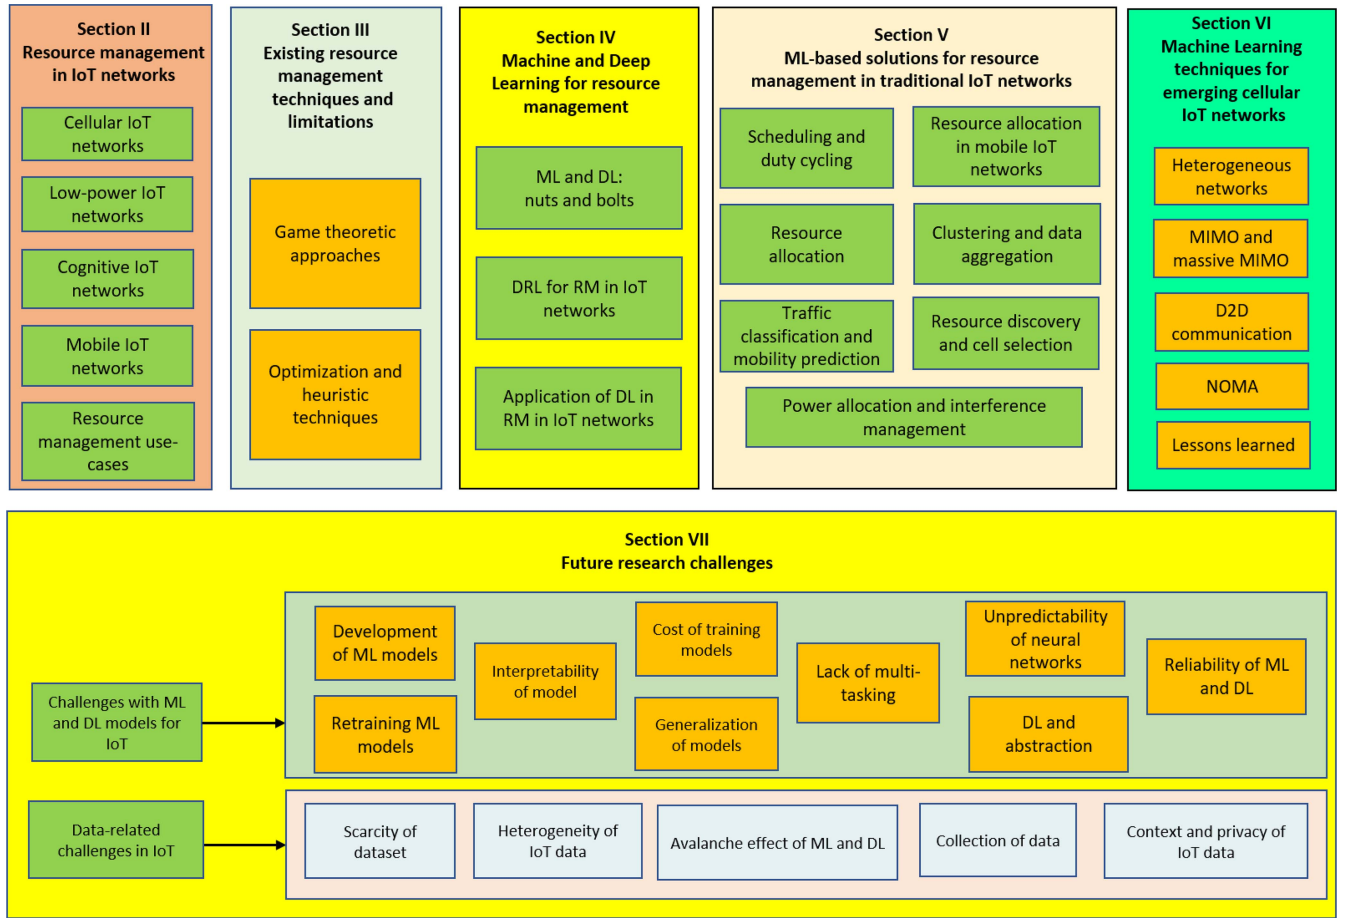 Section II
Resource management
in IoT networks
Cellular IoT
networks
Low-power IoT
networks
Cognitive IoT
networks
Mobile IoT
networks
Resource
management use-
cases
Section III
Existing resource
management
techniques and
limitations
Game theoretic
approaches
Optimization and
heuristic
techniques
Section IV
Machine and Deep
Learning for resource
management
ML and DL:
nuts and bolts
DRL for RM in IoT
networks
Application of DL in
RM in IoT networks
Section V
ML-based solutions for resource
management in traditional IoT networks
Scheduling and
duty cycling
Resource allocation
in mobile IoT
networks
Resource
allocation
Clustering and data
aggregation
Traffic
classification and
mobility prediction
Resource discovery
and cell selection
Power allocation and interference
management
Section VI
Machine Learning
techniques for
emerging cellular
IoT networks
Heterogeneous
networks
MIMO and
massive MIMO
D2D
communication
NOMA
Lessons learned
Section VII
Future research challenges
Challenges with ML
and DL models for
IoT
Development
of ML models
Retraining ML
models
Interpretability
of model
Cost of training
models
Generalization
of models
Lack of multi-
tasking
Unpredictability
of neural
networks
DL and
abstraction
Reliability of ML
and DL
Data-related
challenges in IoT
Scarcity of
dataset
Heterogeneity of
IoT data
Avalanche effect of ML and DL
Collection of data
Context and privacy of
IoT data